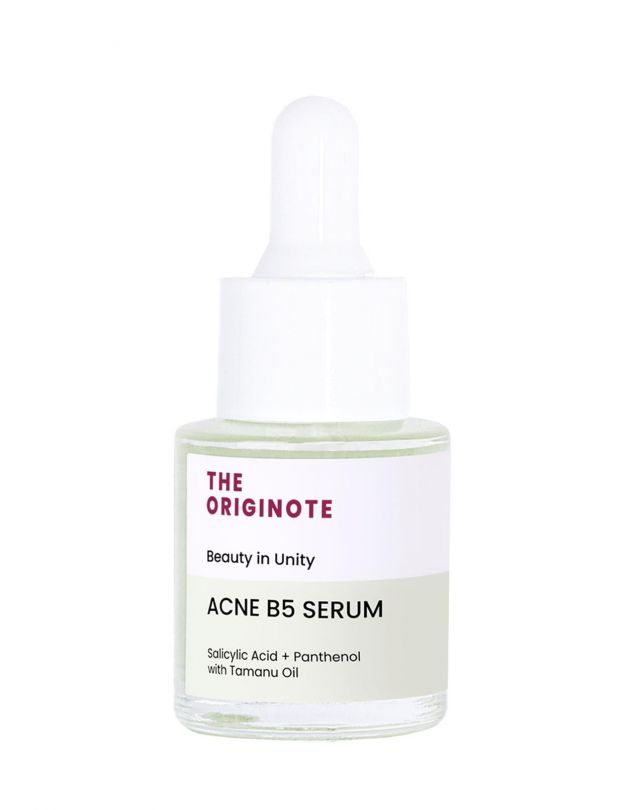 THE
ORIGINOTE
Beauty in Unity
ACNE B5 SERUM
Salicylic Acid + Panthenol
with Tamanu Oil